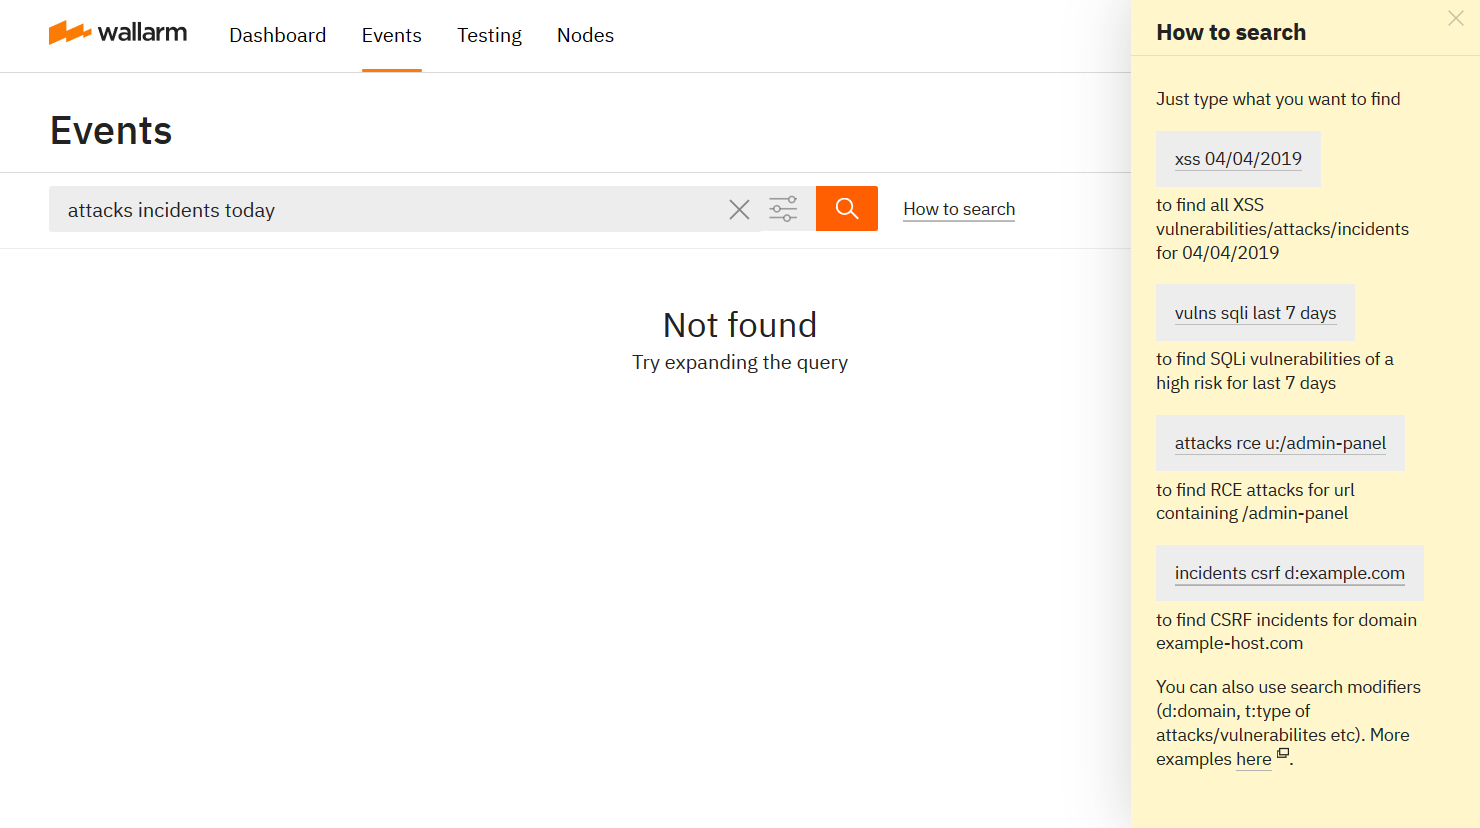 wallarm
Dashboard
Events
Testing
Nodes
Events
attacks incidents today
How to search
Not found
Try expanding the query
How to search
Just type what you want to find
xss 04/04/2019
to find all XSS
vulnerabilities/attacks/incidents
for 04/04/2019
vulns sqli last 7 days
to find SQLi vulnerabilities of a
high risk for last 7 days
attacks rce u:/admin-panel
to find RCE attacks for url
containing /admin-panel
incidents csrf d:example.com
to find CSRF incidents for domain
example-host.com
You can also use search modifiers
(d:domain, t:type of
attacks/vulnerabilites etc). More
examples here.